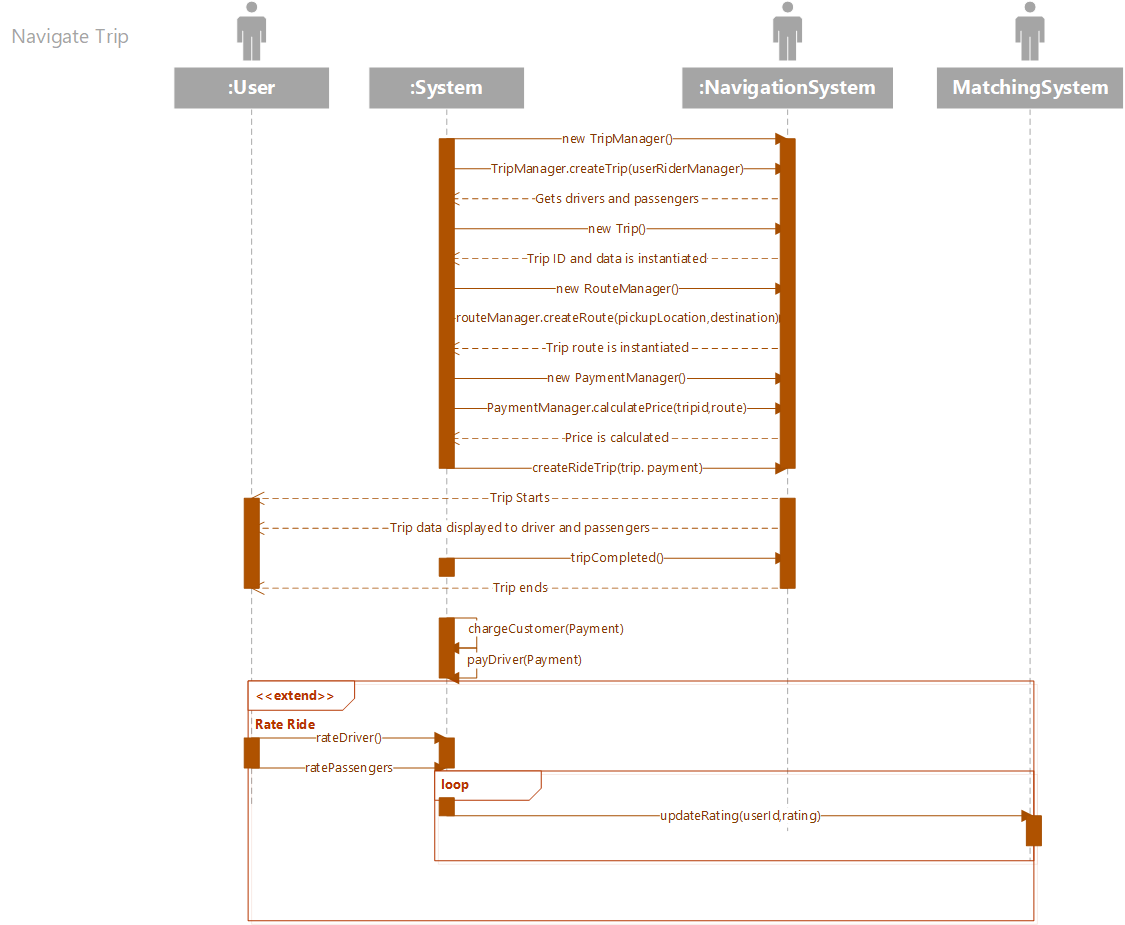 Navigate Trip
:User
:System
:NavigationSystem
MatchingSystem
new TripManager()
TripManager.createTrip(userRiderManager)
Gets drivers and passengers
new Trip()
Trip ID and data is instantiated
new RouteManager()
routeManager.createRoute(pickupLocation,destination)
Trip route is instantiated
new PaymentManager()
PaymentManager.calculatePrice(tripid,route)
Price is calculated
createRideTrip(trip. payment)
Trip Starts
Trip data displayed to driver and passengers
tripCompleted()
Trip ends
chargeCustomer(Payment)
payDriver(Payment)
<<extend>>
Rate Ride
rateDriver()
ratePassengers
loop
updateRating(userId,rating)